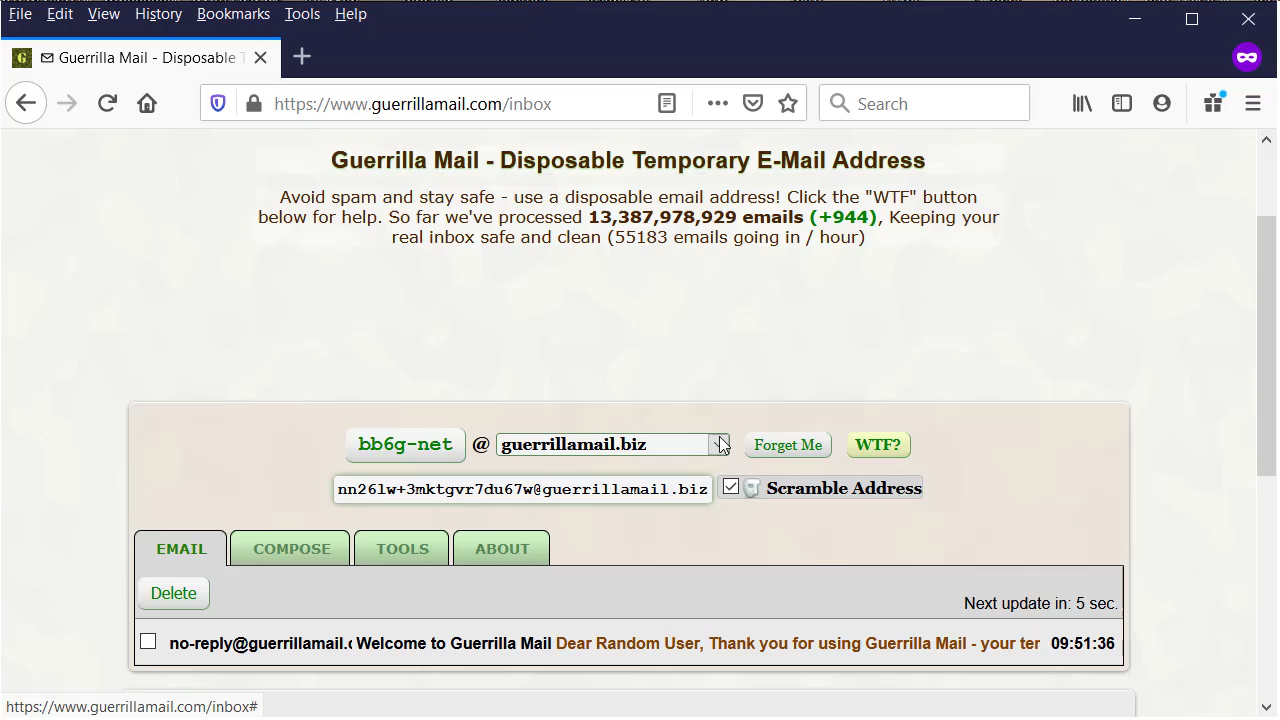 File Edit View History Bookmarks Tools Help
G Guerrilla Mail - Disposable T
https://www.guerrillamail.com/inbox Search
Guerrilla Mail - Disposable Temporary E-Mail Address
Avoid spam and stay safe - use a disposable email address! Click the "WTF" button
below for help. So far we've processed 13,387,978,929 emails (+944), Keeping your
real inbox safe and clean (55183 emails going in / hour)
bb6g-net @ guerrillamail.biz Forget Me WTF?
nn26lw+3mktgvr7du67w@guerrillamail.biz Scramble Address
EMAIL COMPOSE TOOLS ABOUT
Delete
Next update in: 5 sec.
no-reply@guerrillamail.c Welcome to Guerrilla Mail Dear Random User, Thank you for using Guerrilla Mail - your ter 09:51:36
https://www.guerrillamail.com/inbox#